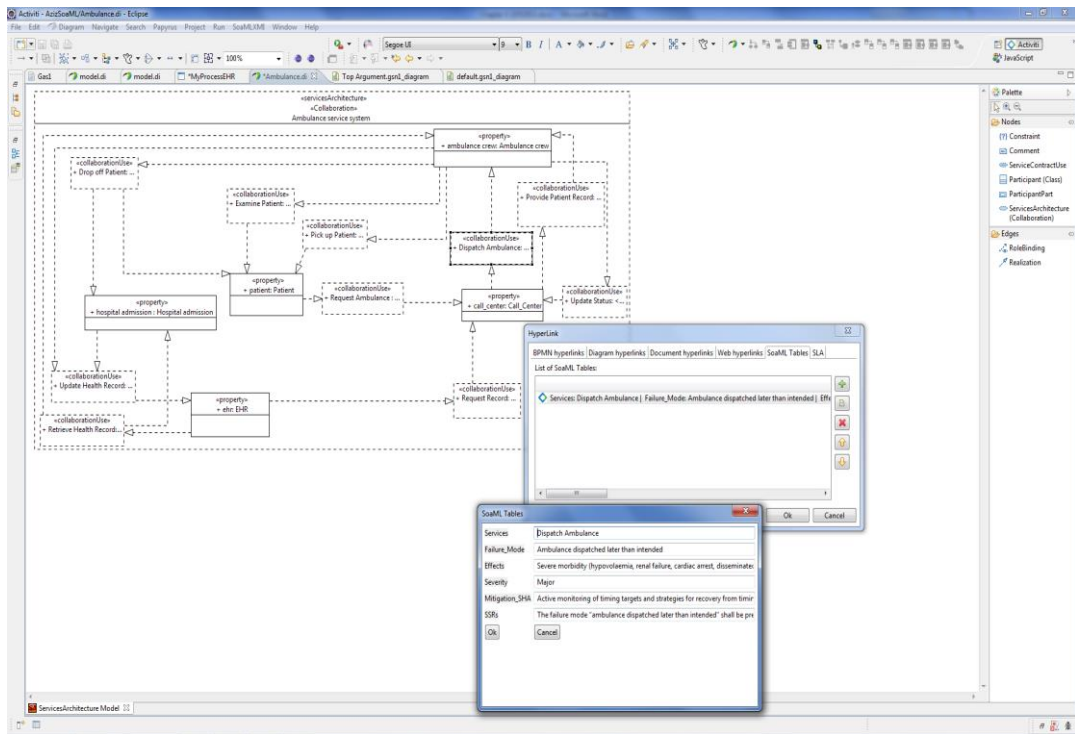 Activiti - AzizSoaML/Ambulance.di - Eclipse
File Edit Diagram Navigate Search Papyrus Project Run SoaMLXMI Window Help
100%
Segoe UI
9
B I
Activiti
JavaScript
Gas1
model.di
model.di
*MyProcessEHR
*Ambulance.di
Top Argument.gsn1_diagram
default.gsn1_diagram
«servicesArchitecture»
«Collaboration»
Ambulance service system
«property»
+ ambulance crew: Ambulance crew
«collaborationUse»
+ Drop off Patient: ...
«collaborationUse»
+ Examine Patient: ...
«collaborationUse»
+ Provide Patient Record: ...
«collaborationUse»
+ Pick up Patient: ...
«collaborationUse»
+ Dispatch Ambulance: ...
«property»
+ patient: Patient
«collaborationUse»
+ Request Ambulance : ...
«property»
+ call_center: Call_Center
«collaborationUse»
+ Update Status: <...
«property»
+ hospital admission : Hospital admission
«collaborationUse»
+ Update Health Record: ...
«property»
+ ehr: EHR
«collaborationUse»
+ Request Record: ...
«collaborationUse»
+ Retrieve Health Record:...
Palette
Nodes
Constraint
Comment
ServiceContractUse
Participant (Class)
ParticipantPart
ServicesArchitecture
(Collaboration)
Edges
RoleBinding
Realization
HyperLink
BPMN hyperlinks Diagram hyperlinks Document hyperlinks Web hyperlinks SoaML Tables SLA
List of SoaML Tables:
Services: Dispatch Ambulance | Failure_Mode: Ambulance dispatched later than intended | Effe
Ok Cancel
SoaML Tables
Services Dispatch Ambulance
Failure_Mode Ambulance dispatched later than intended
Effects Severe morbidity (hypovolaemia, renal failure, cardiac arrest, disseminate
Severity Major
Mitigation_SHA Active monitoring of timing targets and strategies for recovery from timin
SSRs The failure mode "ambulance dispatched later than intended" shall be pre
Ok Cancel
ServicesArchitecture Model